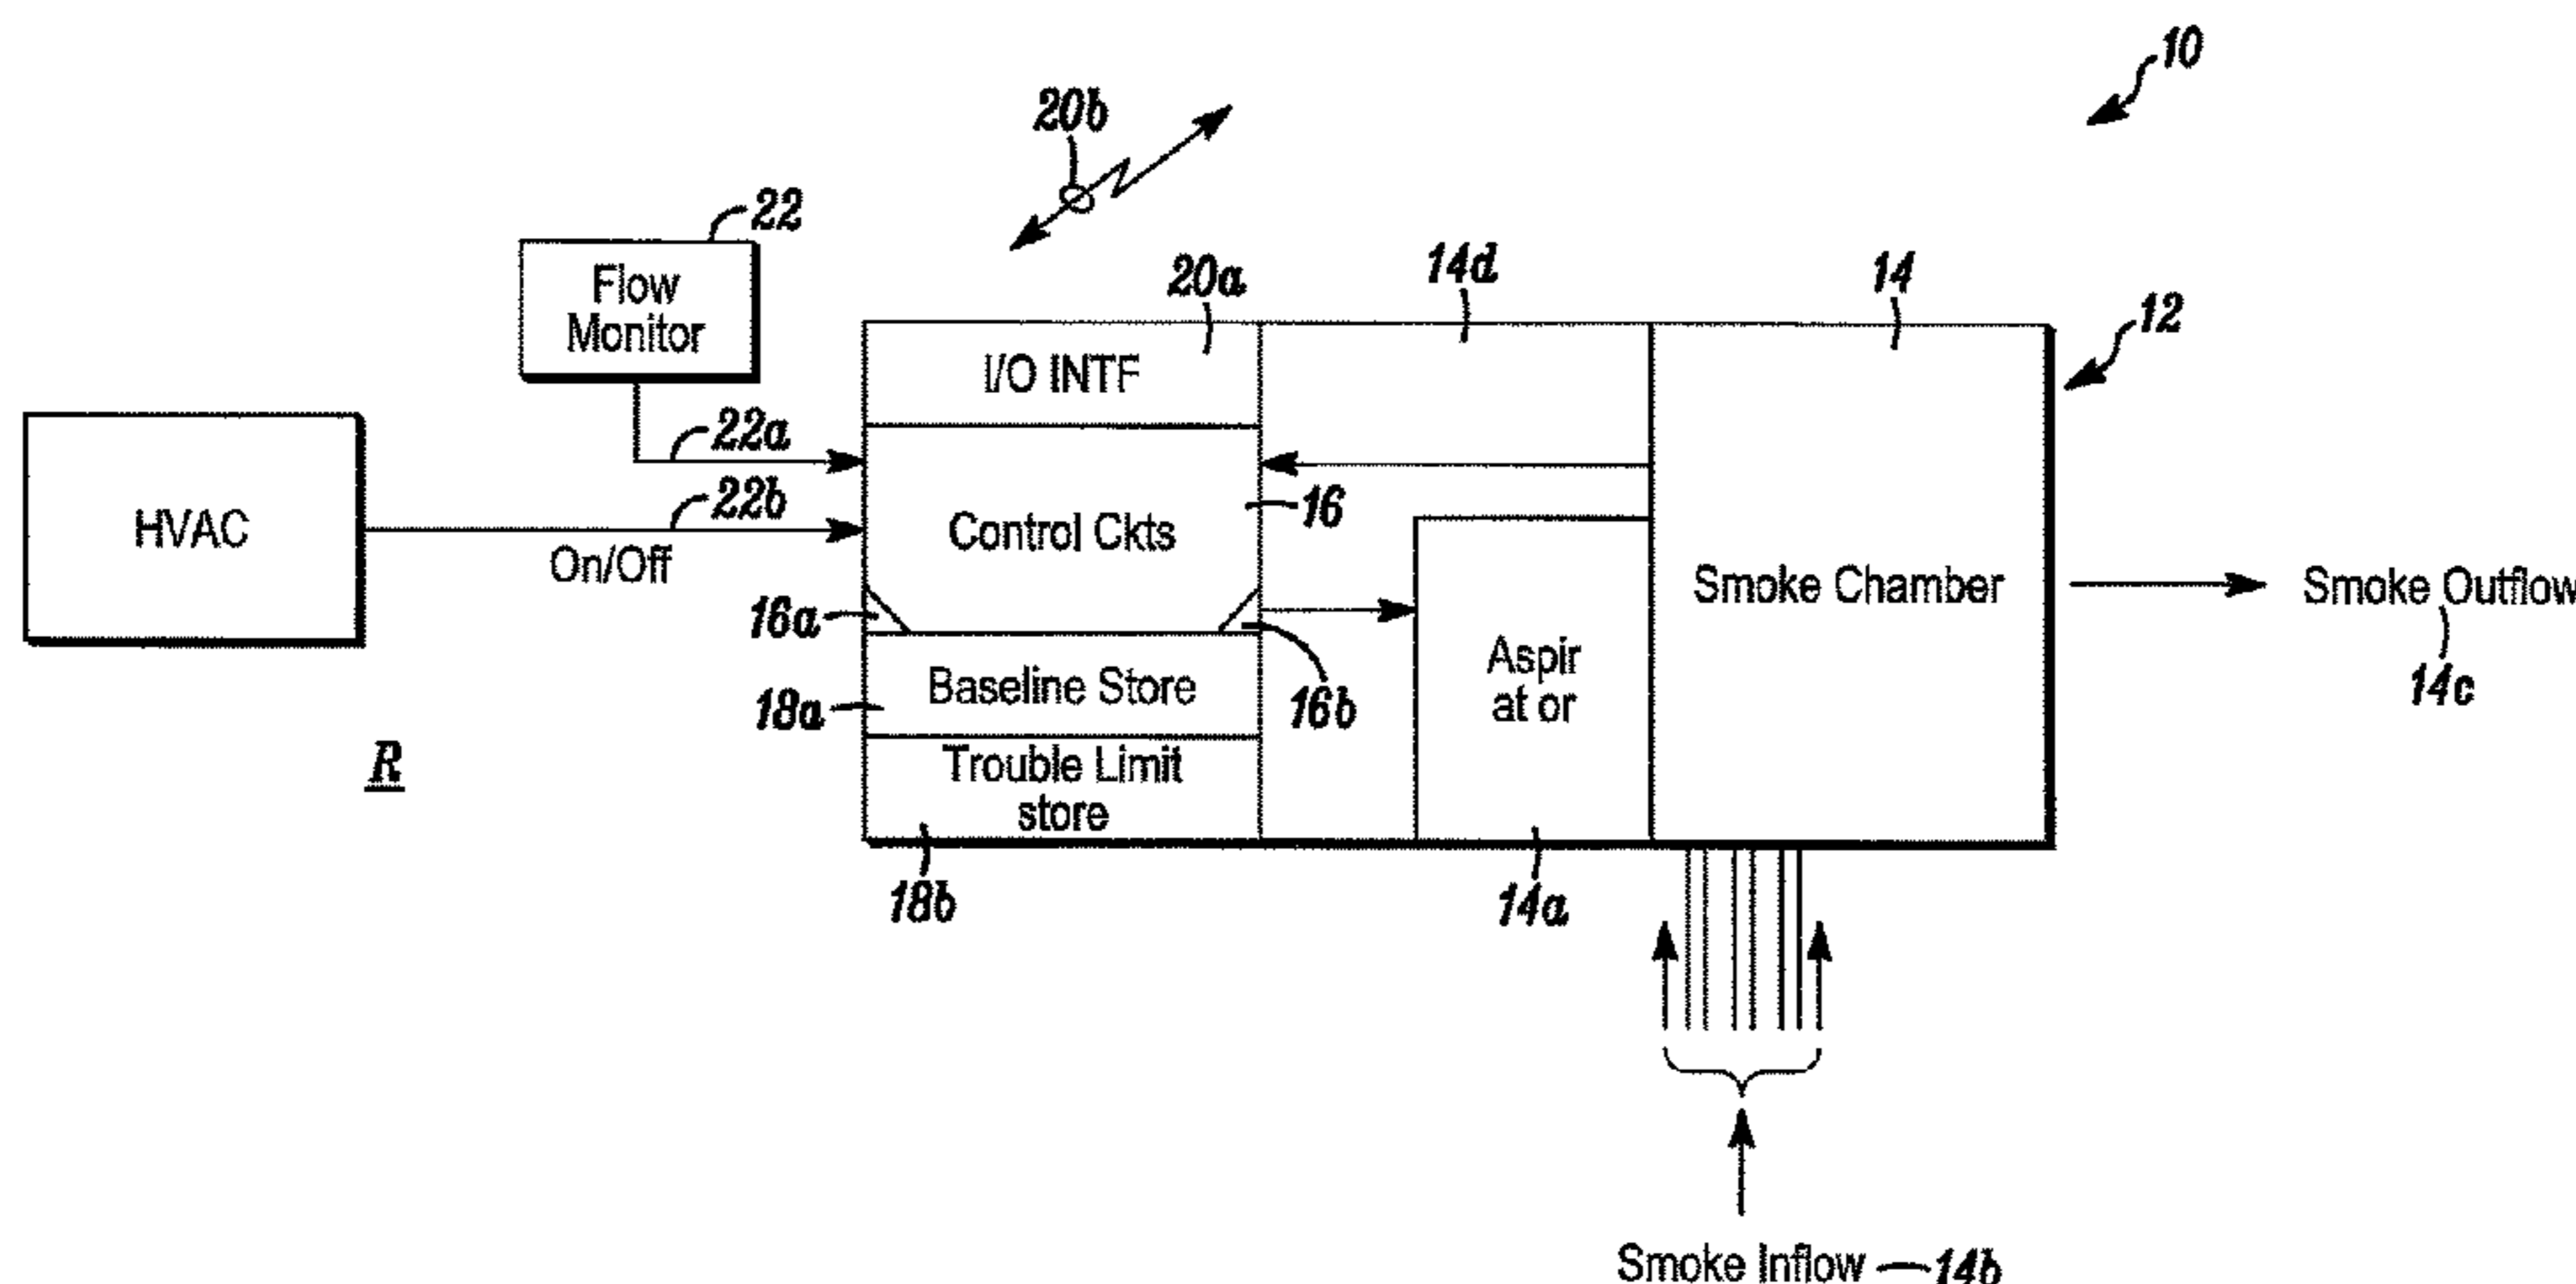 10
20b
22
Flow
Monitor
20a
14d
14
12
I/O INTF
22a
HVAC
22b
On/Off
Control Ckts
16
Smoke Chamber
Smoke Outflow
14c
16a
16b
Aspir
at or
Baseline Store
18a
R
Trouble Limit
store
18b
14a
Smoke Inflow
14b